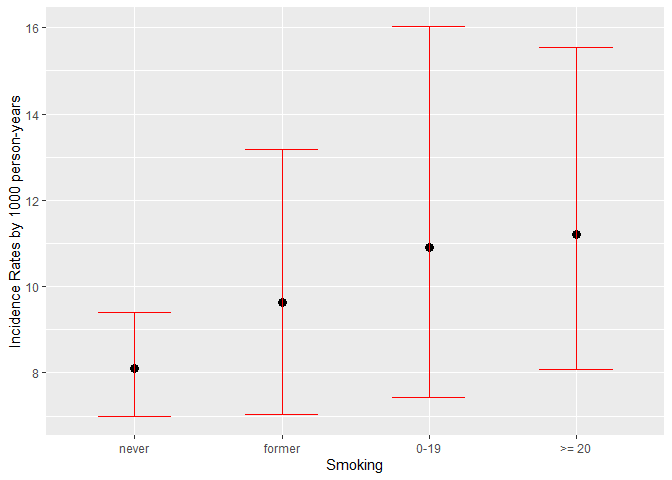 Incidence Rates by 1000 person-years
16
14
12
10
8
never former 0-19 >= 20
Smoking